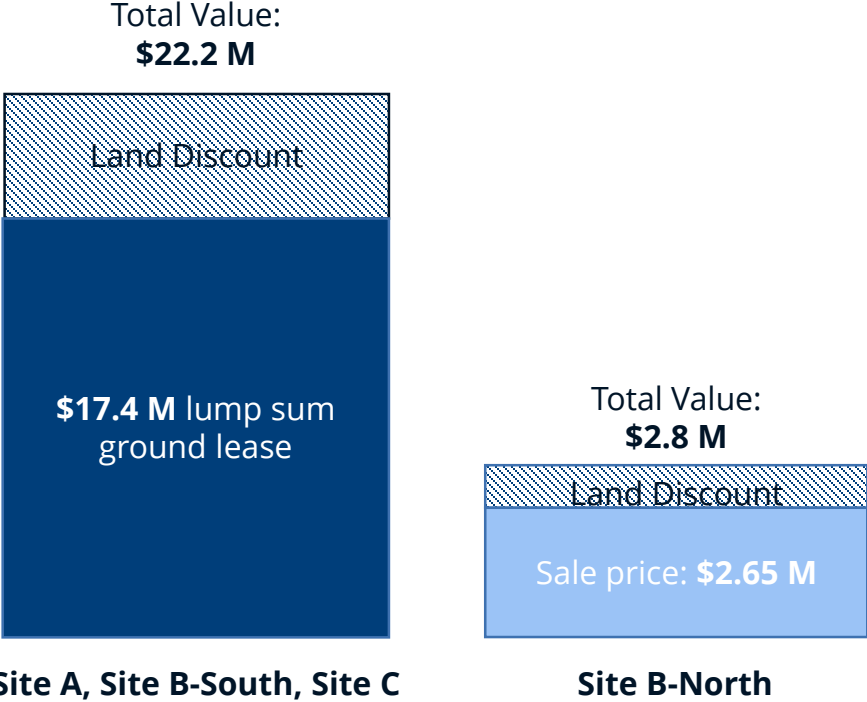 Total Value:
$22.2 M
Land Discount
$17.4 M lump sum
ground lease
Site A, Site B-South, Site C
Total Value:
$2.8 M
Land Discount
Sale price: $2.65 M
Site B-North